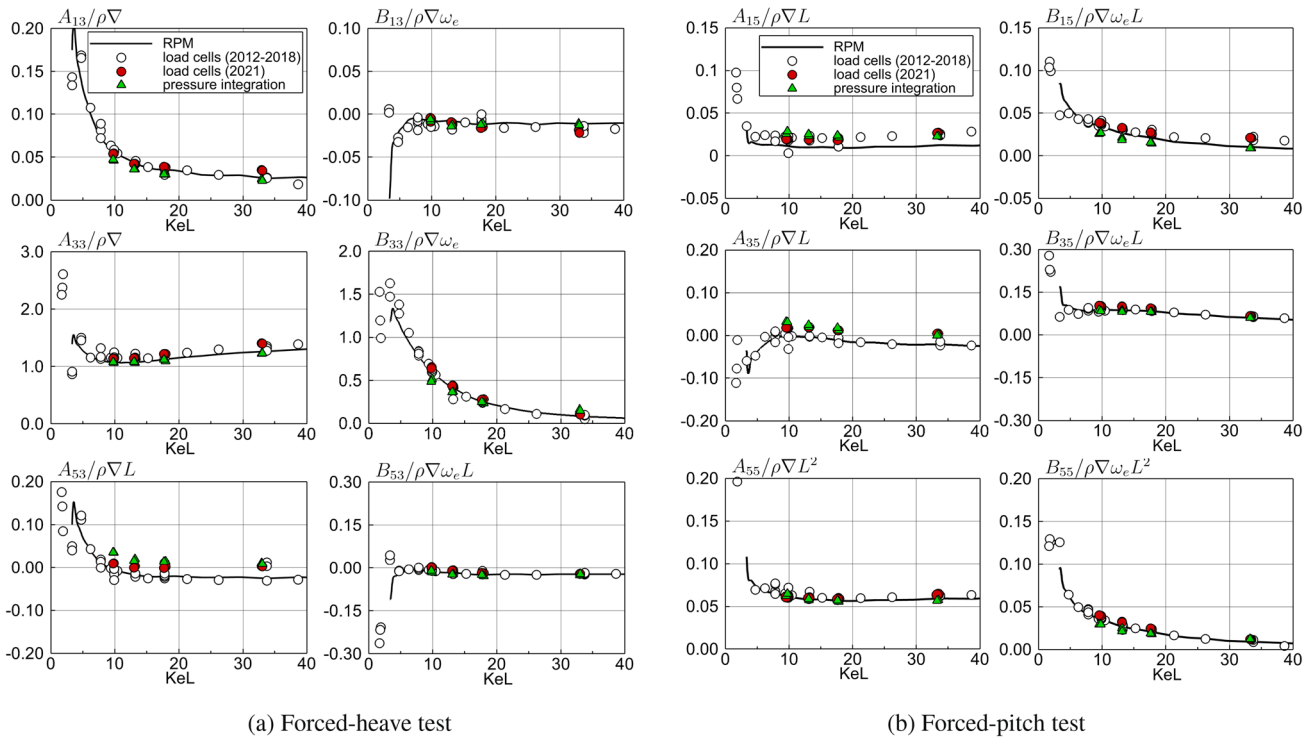 A13/ρ∇
0.20
0.15
0.10
0.05
0.00
0 10 20 30 40
KeL
RPM
load cells (2012-2018)
load cells (2021)
pressure integration
B13/ρ∇ωe
0.10
0.05
0.00
-0.05
-0.10
0 10 20 30 40
KeL
A33/ρ∇
3.0
2.0
1.0
0.0
0 10 20 30 40
KeL
B33/ρ∇ωe
2.0
1.5
1.0
0.5
0.0
0 10 20 30 40
KeL
A53/ρ∇L
0.20
0.10
0.00
-0.10
-0.20
0 10 20 30 40
KeL
B53/ρ∇ωeL
0.30
0.15
-0.00
-0.15
-0.30
0 10 20 30 40
KeL
(a) Forced-heave test
A15/ρ∇L
0.15
0.1
0.05
0
-0.05
0 10 20 30 40
KeL
RPM
load cells (2012-2018)
load cells (2021)
pressure integration
B15/ρ∇ωeL
0.15
0.10
0.05
0.00
-0.05
0 10 20 30 40
KeL
A35/ρ∇L
0.20
0.10
0.00
-0.10
-0.20
0 10 20 30 40
KeL
B35/ρ∇ωeL
0.30
0.15
0.00
-0.15
-0.30
0 10 20 30 40
KeL
A55/ρ∇L²
0.20
0.15
0.10
0.05
0.00
0 10 20 30 40
KeL
B55/ρ∇ωeL²
0.20
0.15
0.10
0.05
0.00
0 10 20 30 40
KeL
(b) Forced-pitch test